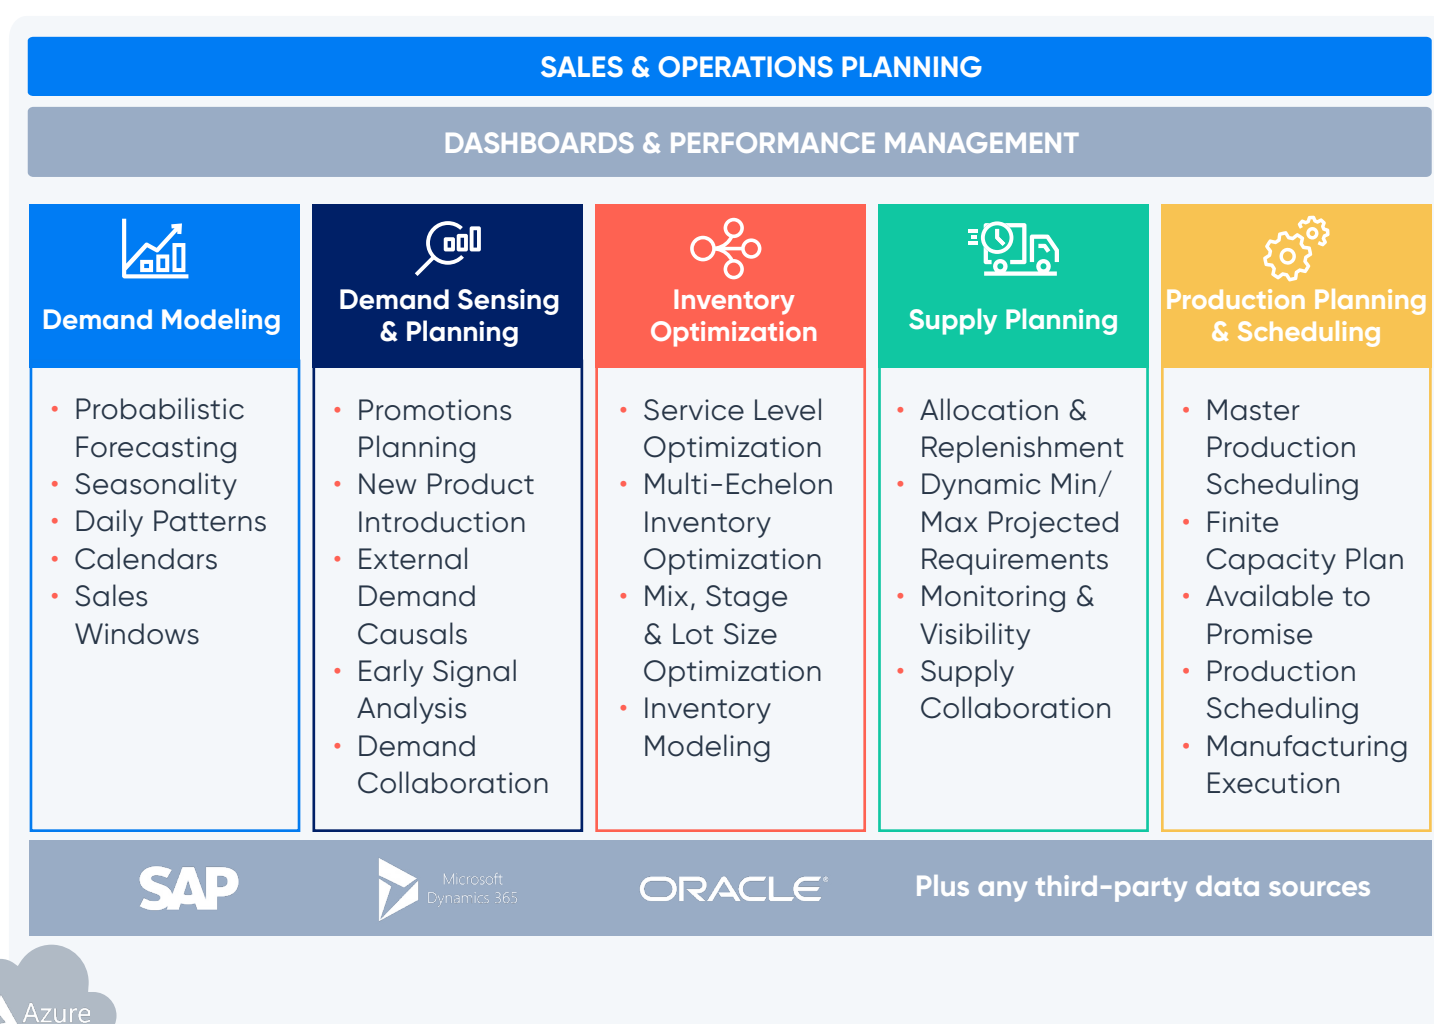 SALES & OPERATIONS PLANNING
DASHBOARDS & PERFORMANCE MANAGEMENT
Demand Modeling
• Probabilistic
Forecasting
• Seasonality
• Daily Patterns
• Calendars
• Sales
Windows
Demand Sensing
& Planning
• Promotions
Planning
• New Product
Introduction
• External
Demand
Causals
• Early Signal
Analysis
• Demand
Collaboration
Inventory
Optimization
• Service Level
Optimization
• Multi-Echelon
Inventory
Optimization
• Mix, Stage
& Lot Size
Optimization
• Inventory
Modeling
Supply Planning
• Allocation &
Replenishment
• Dynamic Min/
Max Projected
Requirements
• Monitoring &
Visibility
• Supply
Collaboration
Production Planning
& Scheduling
• Master
Production
Scheduling
• Finite
Capacity Plan
• Available to
Promise
• Production
Scheduling
• Manufacturing
Execution
SAP
Microsoft
Dynamics 365
ORACLE®
Plus any third-party data sources
Azure